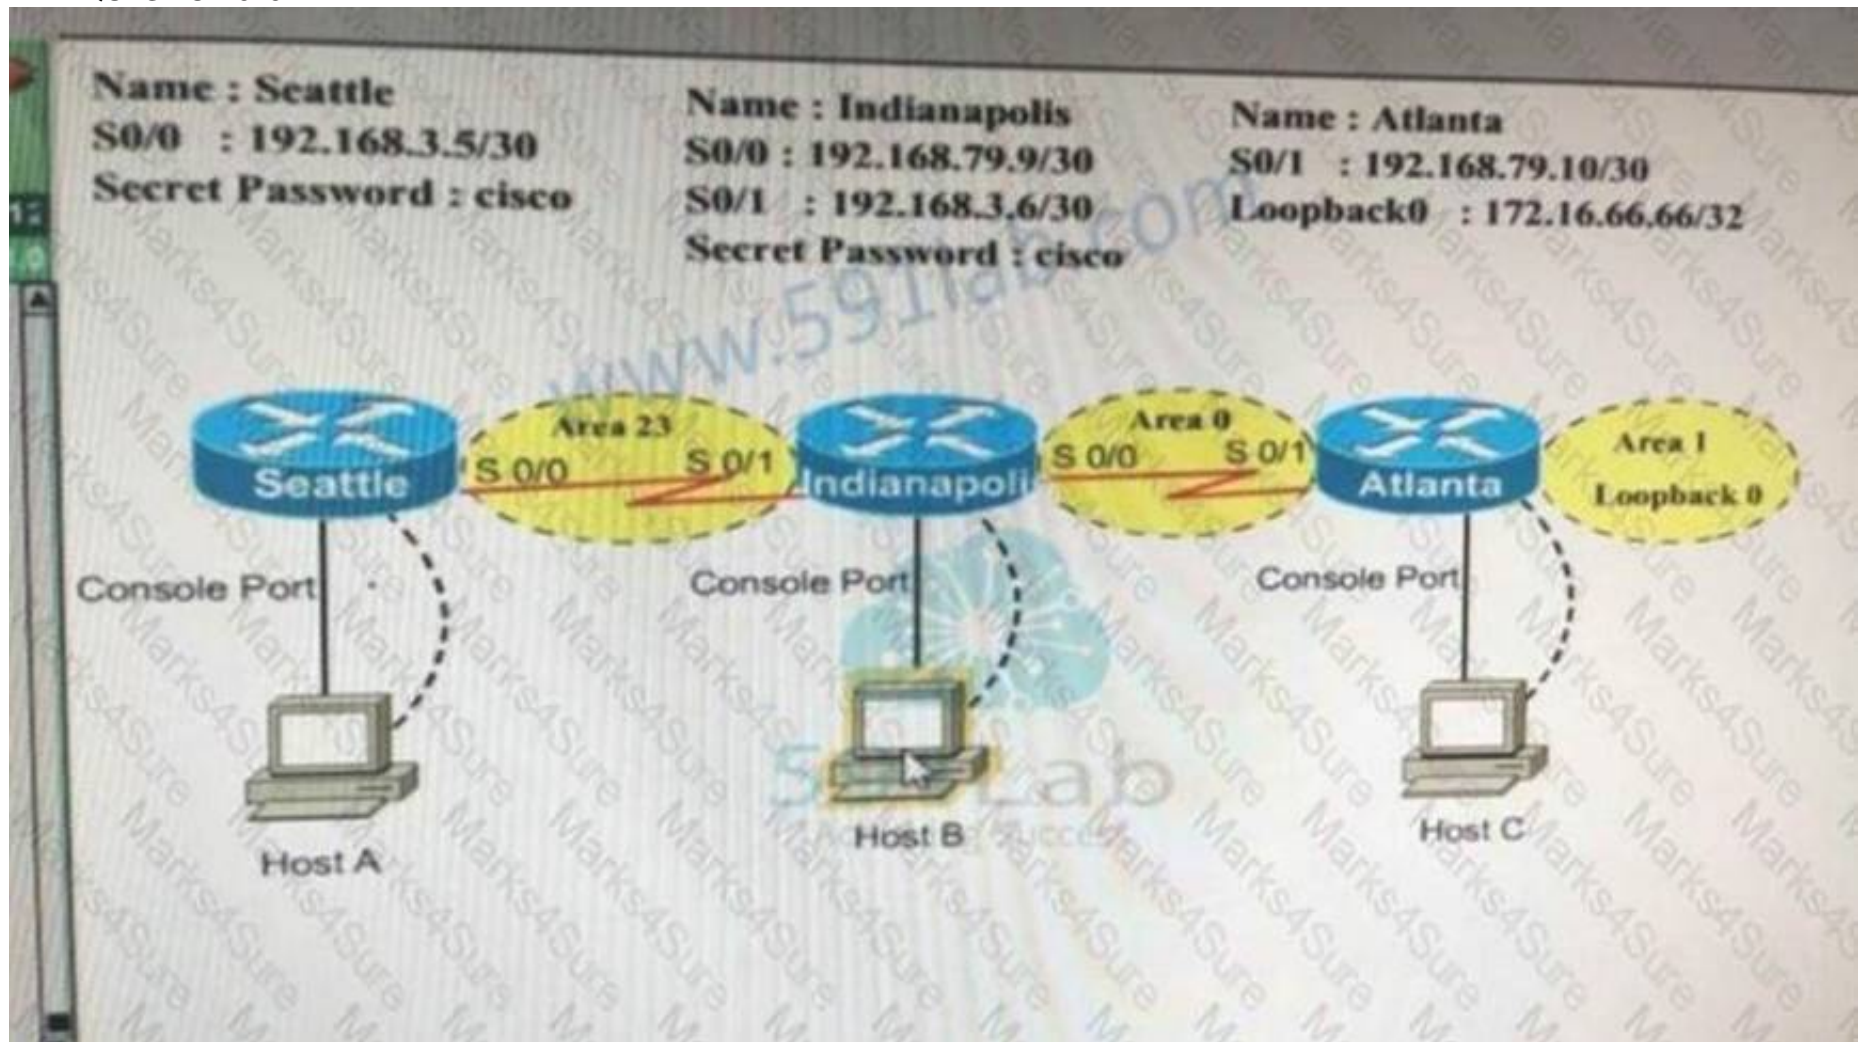 Name : Seattle
S0/0 : 192.168.3.5/30
Secret Password : cisco
Name : Indianapolis
S0/0 : 192.168.79.9/30
S0/1 : 192.168.3.6/30
Secret Password : cisco
Name : Atlanta
S0/1 : 192.168.79.10/30
Loopback0 : 172.16.66.66/32
www.591lab.com
Area 23
S 0/0
S 0/1
Area 0
S 0/0
S 0/1
Area 1
Loopback 0
Seattle
Indianapoli
Atlanta
Console Port
Console Port
Console Port
Host A
Host B
Host C
Marks4Sure